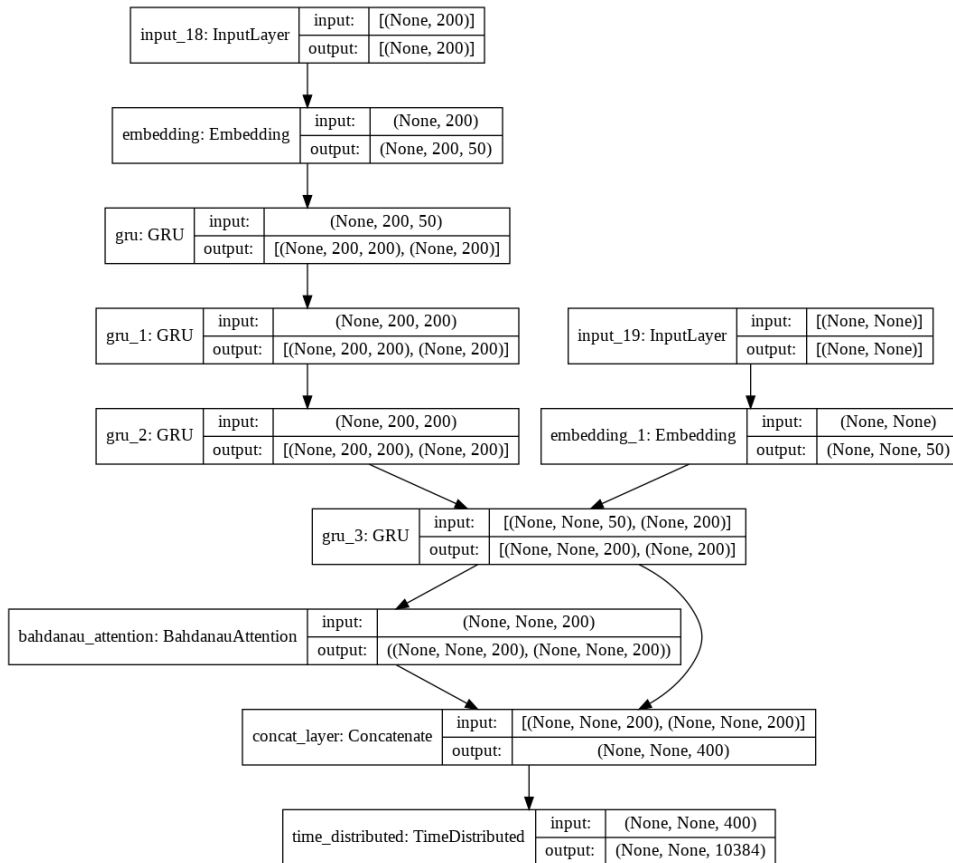 input_18: InputLayer
input: [(None, 200)]
output: [(None, 200)]
embedding: Embedding
input: (None, 200)
output: (None, 200, 50)
gru: GRU
input: (None, 200, 50)
output: [(None, 200, 200), (None, 200)]
gru_1: GRU
input: (None, 200, 200)
output: [(None, 200, 200), (None, 200)]
input_19: InputLayer
input: [(None, None)]
output: [(None, None)]
gru_2: GRU
input: (None, 200, 200)
output: [(None, 200, 200), (None, 200)]
embedding_1: Embedding
input: (None, None)
output: (None, None, 50)
gru_3: GRU
input: [(None, None, 50), (None, 200)]
output: [(None, None, 200), (None, 200)]
bahdanau_attention: BahdanauAttention
input: (None, None, 200)
output: ((None, None, 200), (None, None, 200))
concat_layer: Concatenate
input: [(None, None, 200), (None, None, 200)]
output: (None, None, 400)
time_distributed: TimeDistributed
input: (None, None, 400)
output: (None, None, 10384)